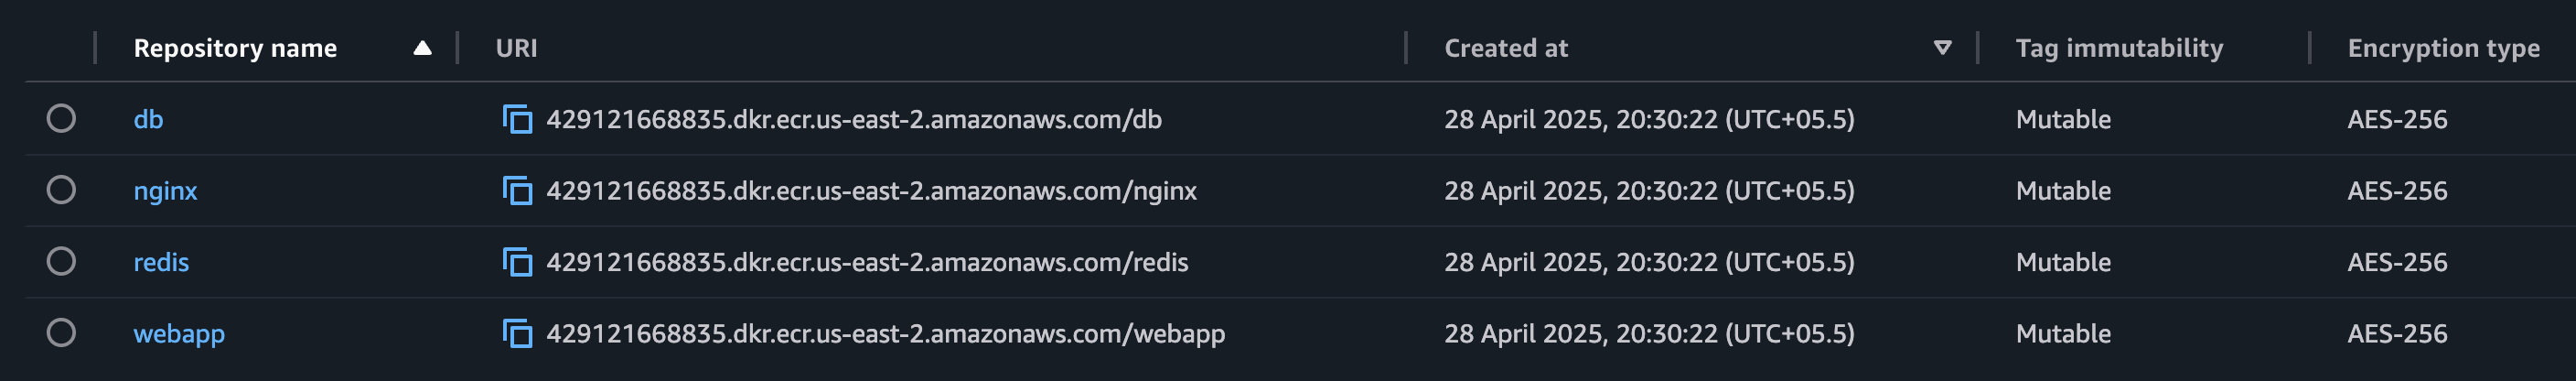 Repository name URI Created at Tag immutability Encryption type
db 429121668835.dkr.ecr.us-east-2.amazonaws.com/db 28 April 2025, 20:30:22 (UTC+05.5) Mutable AES-256
nginx 429121668835.dkr.ecr.us-east-2.amazonaws.com/nginx 28 April 2025, 20:30:22 (UTC+05.5) Mutable AES-256
redis 429121668835.dkr.ecr.us-east-2.amazonaws.com/redis 28 April 2025, 20:30:22 (UTC+05.5) Mutable AES-256
webapp 429121668835.dkr.ecr.us-east-2.amazonaws.com/webapp 28 April 2025, 20:30:22 (UTC+05.5) Mutable AES-256